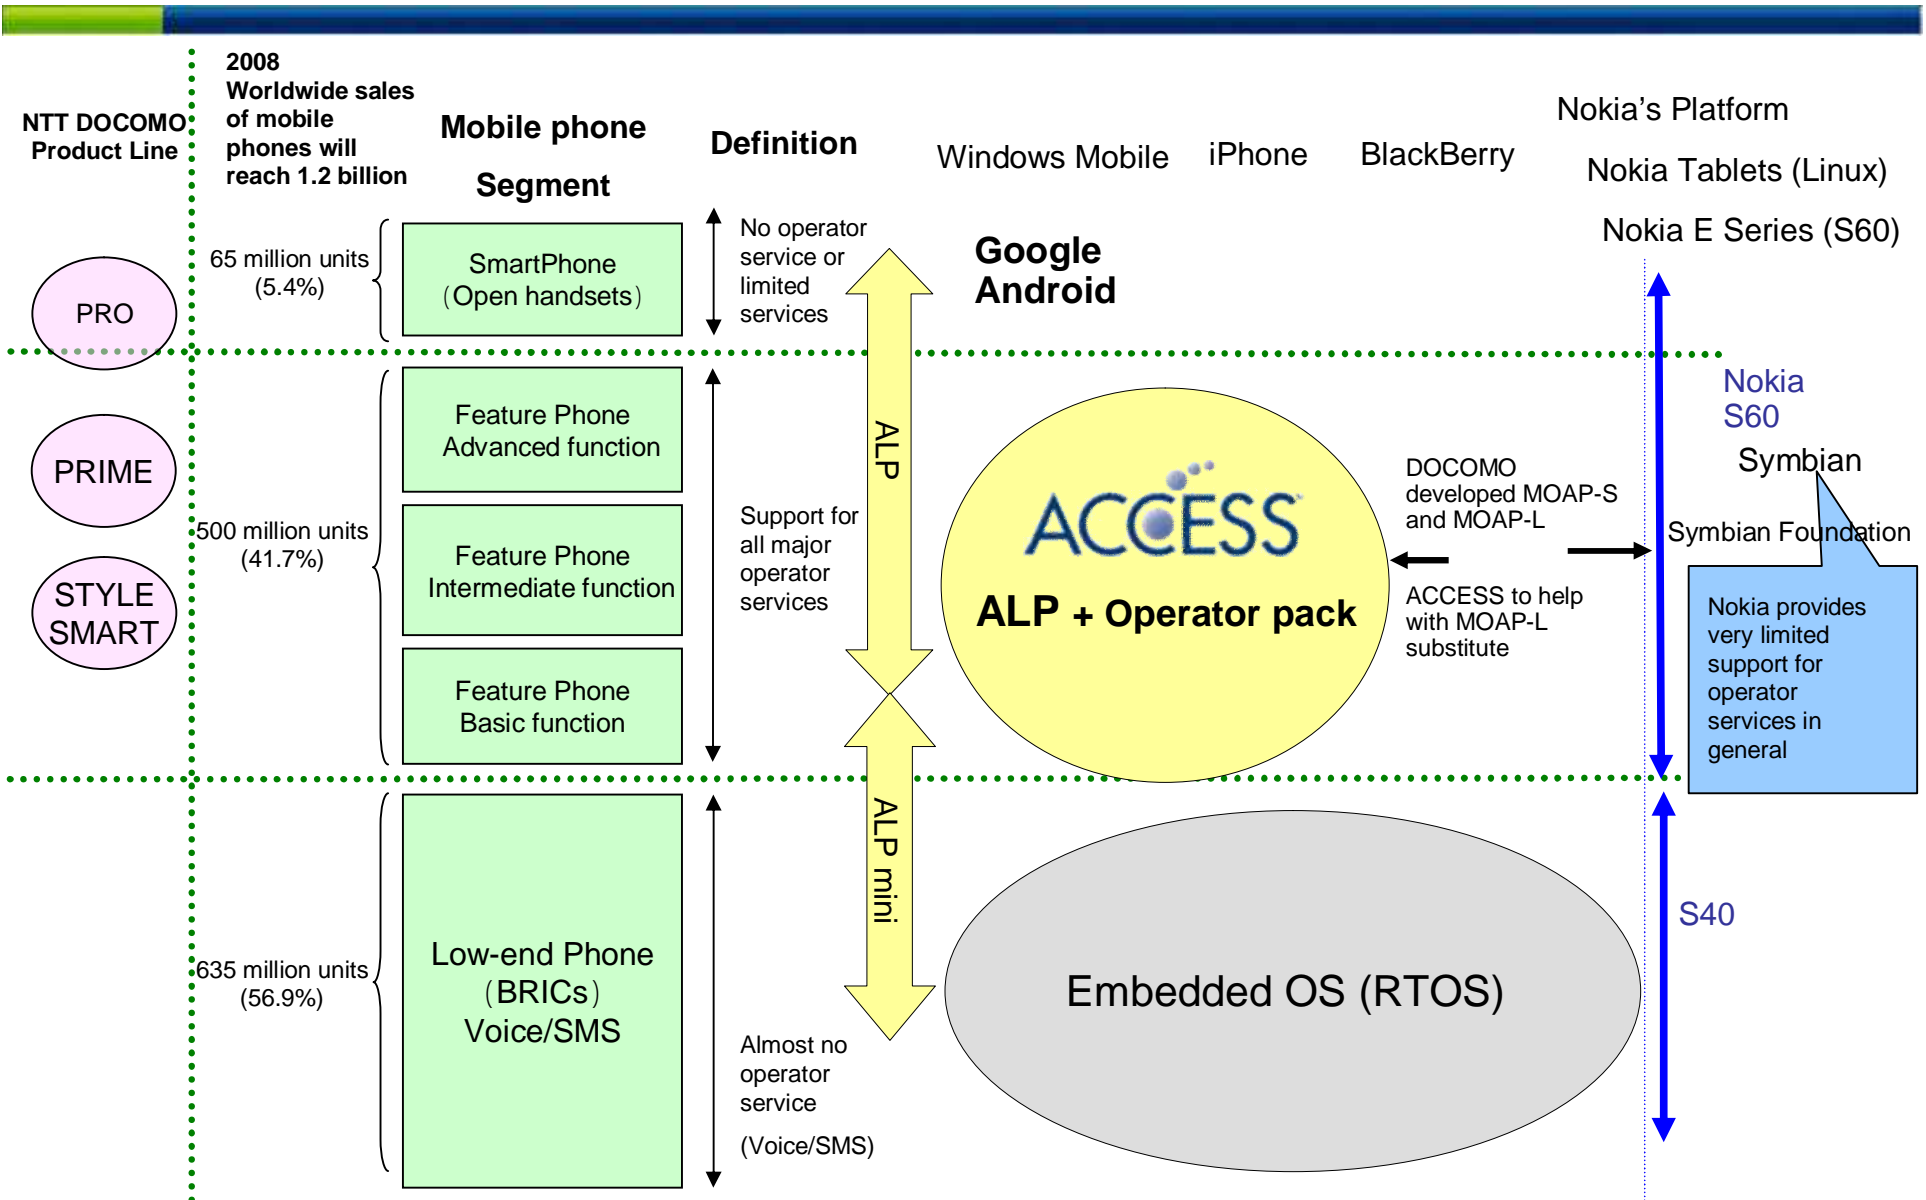 NTT DOCOMO
Product Line
2008
Worldwide sales
of mobile
phones will
reach 1.2 billion
Mobile phone
Segment
Definition
Windows Mobile
iPhone
BlackBerry
Nokia's Platform
Nokia Tablets (Linux)
Nokia E Series (S60)
PRO
65 million units
(5.4%)
SmartPhone
(Open handsets)
No operator
service or
limited
services
Google
Android
PRIME
STYLE
SMART
500 million units
(41.7%)
Feature Phone
Advanced function
Feature Phone
Intermediate function
Feature Phone
Basic function
Support for
all major
operator
services
ALP
ACCESS
ALP + Operator pack
DOCOMO
developed MOAP-S
and MOAP-L
ACCESS to help
with MOAP-L
substitute
Nokia
S60
Symbian
Symbian Foundation
Nokia provides
very limited
support for
operator
services in
general
635 million units
(56.9%)
Low-end Phone
(BRICs)
Voice/SMS
Almost no
operator
service
(Voice/SMS)
ALP mini
Embedded OS (RTOS)
S40